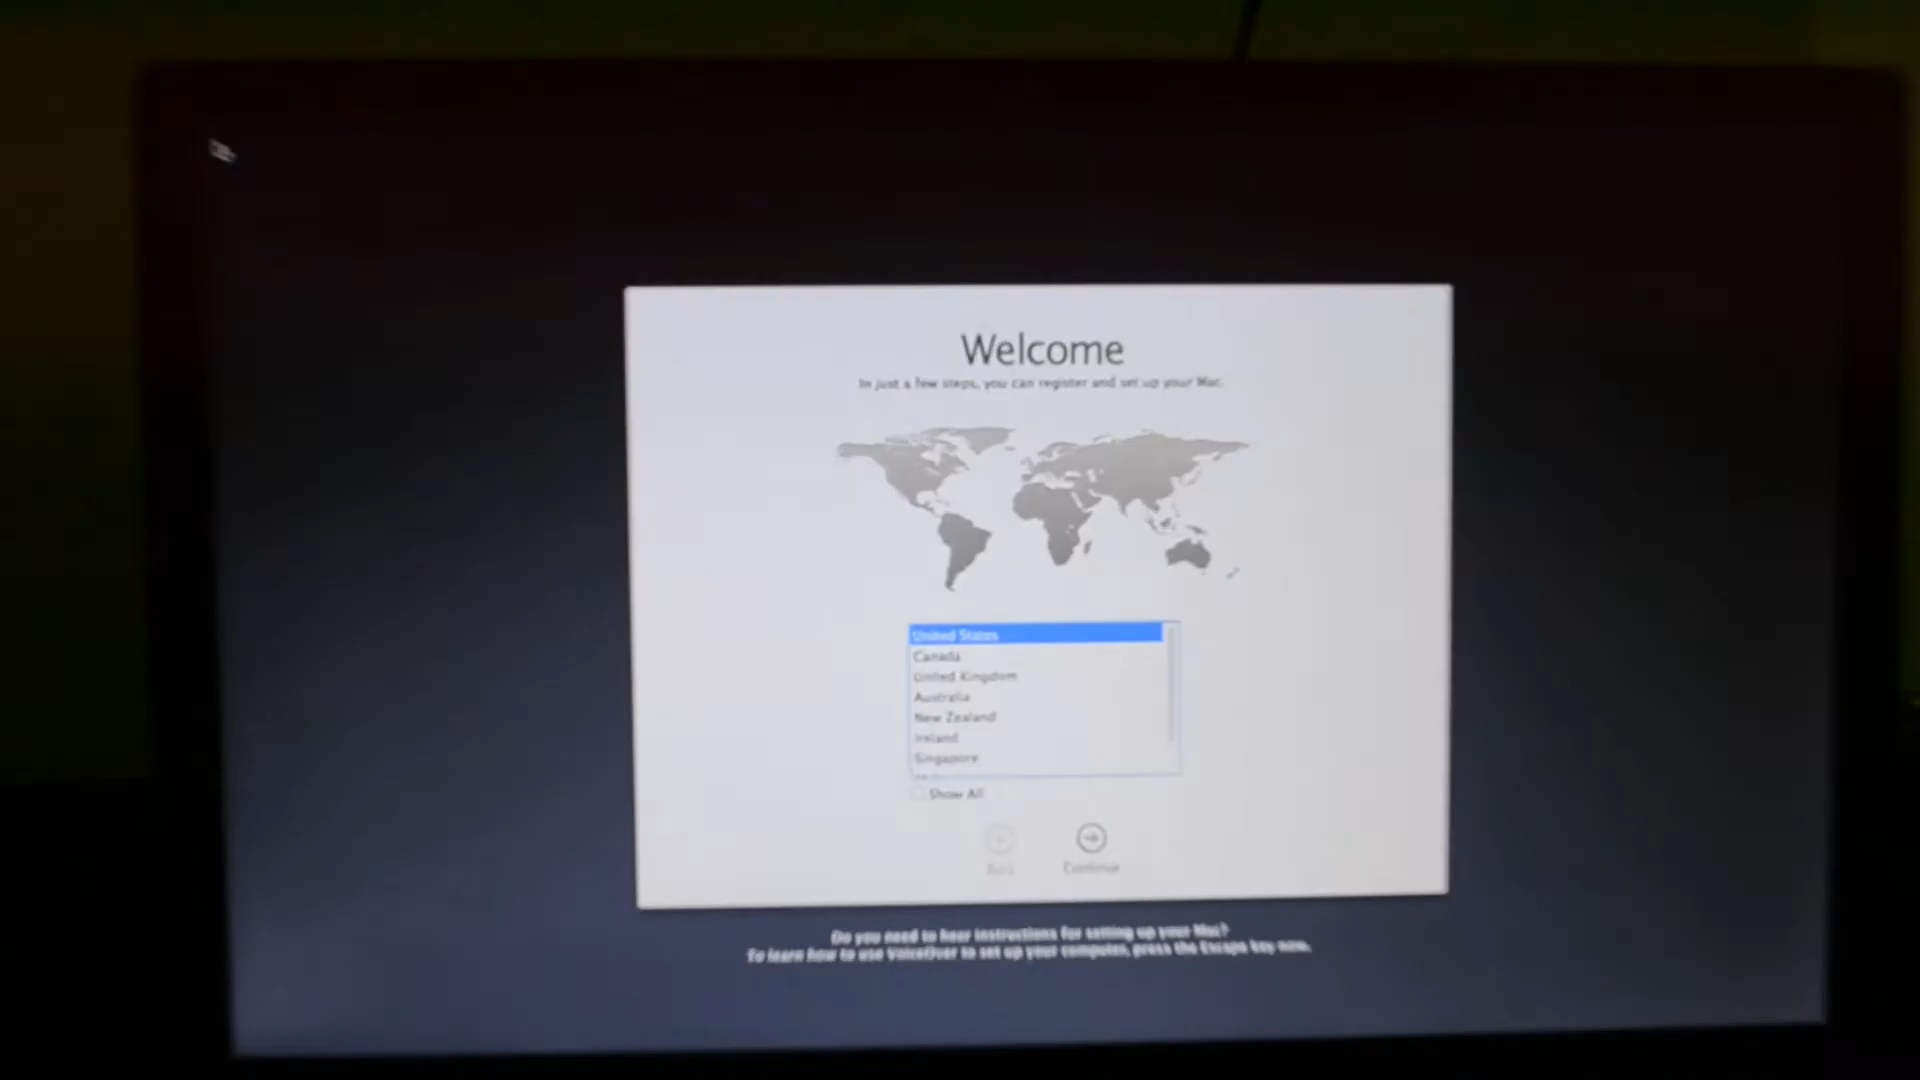 Welcome
In just a few steps, you can register and set up your Mac.
United States
Canada
United Kingdom
Australia
New Zealand
Ireland
Singapore
Show All
Back
Continue
Do you need to hear instructions for setting up your Mac?
To learn how to use VoiceOver to set up your computer, press the Escape key now.